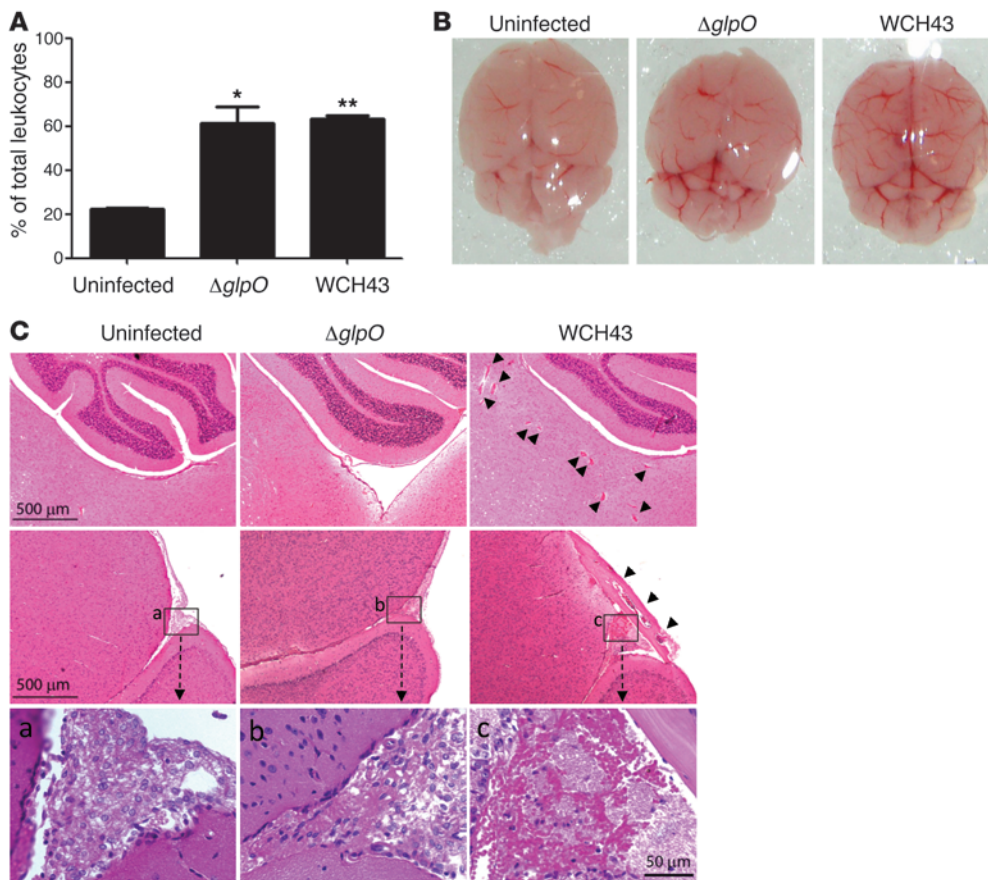 A
% of total leukocytes
100
80
60
40
20
0
*
**
Uninfected
ΔglpO
WCH43
B
Uninfected
ΔglpO
WCH43
C
Uninfected
ΔglpO
WCH43
500 μm
a
b
c
500 μm
a
b
c
50 μm